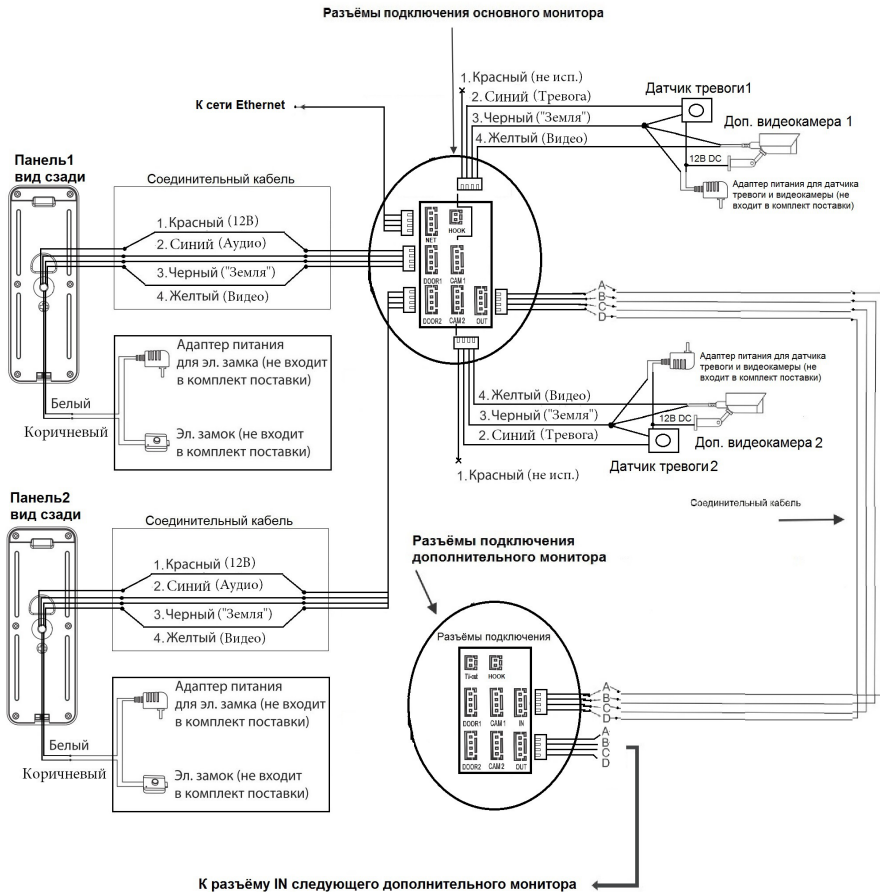 Разъёмы подключения основного монитора
К сети Ethernet
1. Красный (не исп.)
2. Синий (Тревога)
3. Черный ("Земля")
4. Желтый (Видео)
Датчик тревоги1
Доп. видеокамера 1
12В DC
Адаптер питания для датчика
тревоги и видеокамеры (не
входит в комплект поставки)
Панель1
вид сзади
Соединительный кабель
1. Красный (12В)
2. Синий (Аудио)
3. Черный ("Земля")
4. Желтый (Видео)
NET
HOOK
DOOR1
CAM 1
DOOR2
CAM 2
OUT
A
B
C
D
Адаптер питания
для эл. замка (не входит
в комплект поставки)
Белый
Коричневый
Эл. замок (не входит
в комплект поставки)
Адаптер питания для датчика
тревоги и видеокамеры (не
входит в комплект поставки)
4. Желтый (Видео)
3. Черный ("Земля")
2. Синий (Тревога)
1. Красный (не исп.)
12В DC
Доп. видеокамера 2
Датчик тревоги2
Соединительный кабель
Панель2
вид сзади
Соединительный кабель
1. Красный (12В)
2. Синий (Аудио)
3. Черный ("Земля")
4. Желтый (Видео)
Адаптер питания
для эл. замка (не входит
в комплект поставки)
Белый
Коричневый
Эл. замок (не входит
в комплект поставки)
Разъёмы подключения
дополнительного монитора
Разъёмы подключения
HOOK
DOOR1
CAM 1
IN
DOOR2
CAM 2
OUT
A
B
C
D
A
B
C
D
К разъёму IN следующего дополнительного монитора